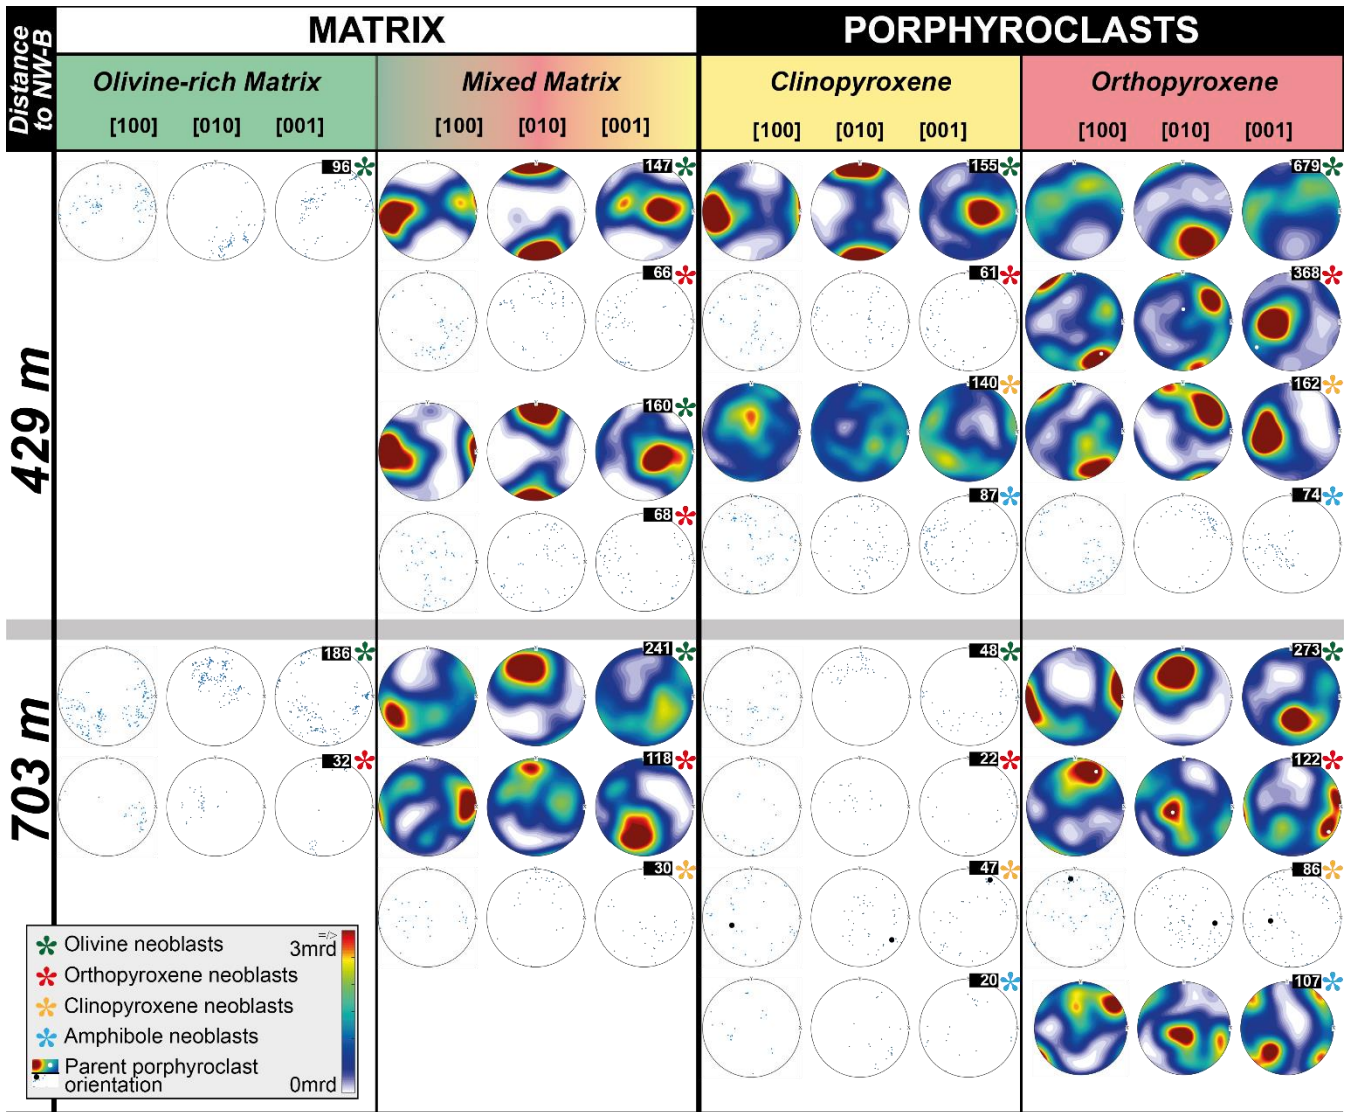 Distance
to NW-B
MATRIX
PORPHYROCLASTS
Olivine-rich Matrix
Mixed Matrix
Clinopyroxene
Orthopyroxene
[100] [010] [001]
[100] [010] [001]
[100] [010] [001]
[100] [010] [001]
429 m
96
147
155
679
66
61
368
140
162
160
87
74
68
703 m
186
241
48
273
32
118
22
122
30
47
86
20
107
Olivine neoblasts
Orthopyroxene neoblasts
Clinopyroxene neoblasts
Amphibole neoblasts
Parent porphyroclast
orientation
=/>
3mrd
0mrd